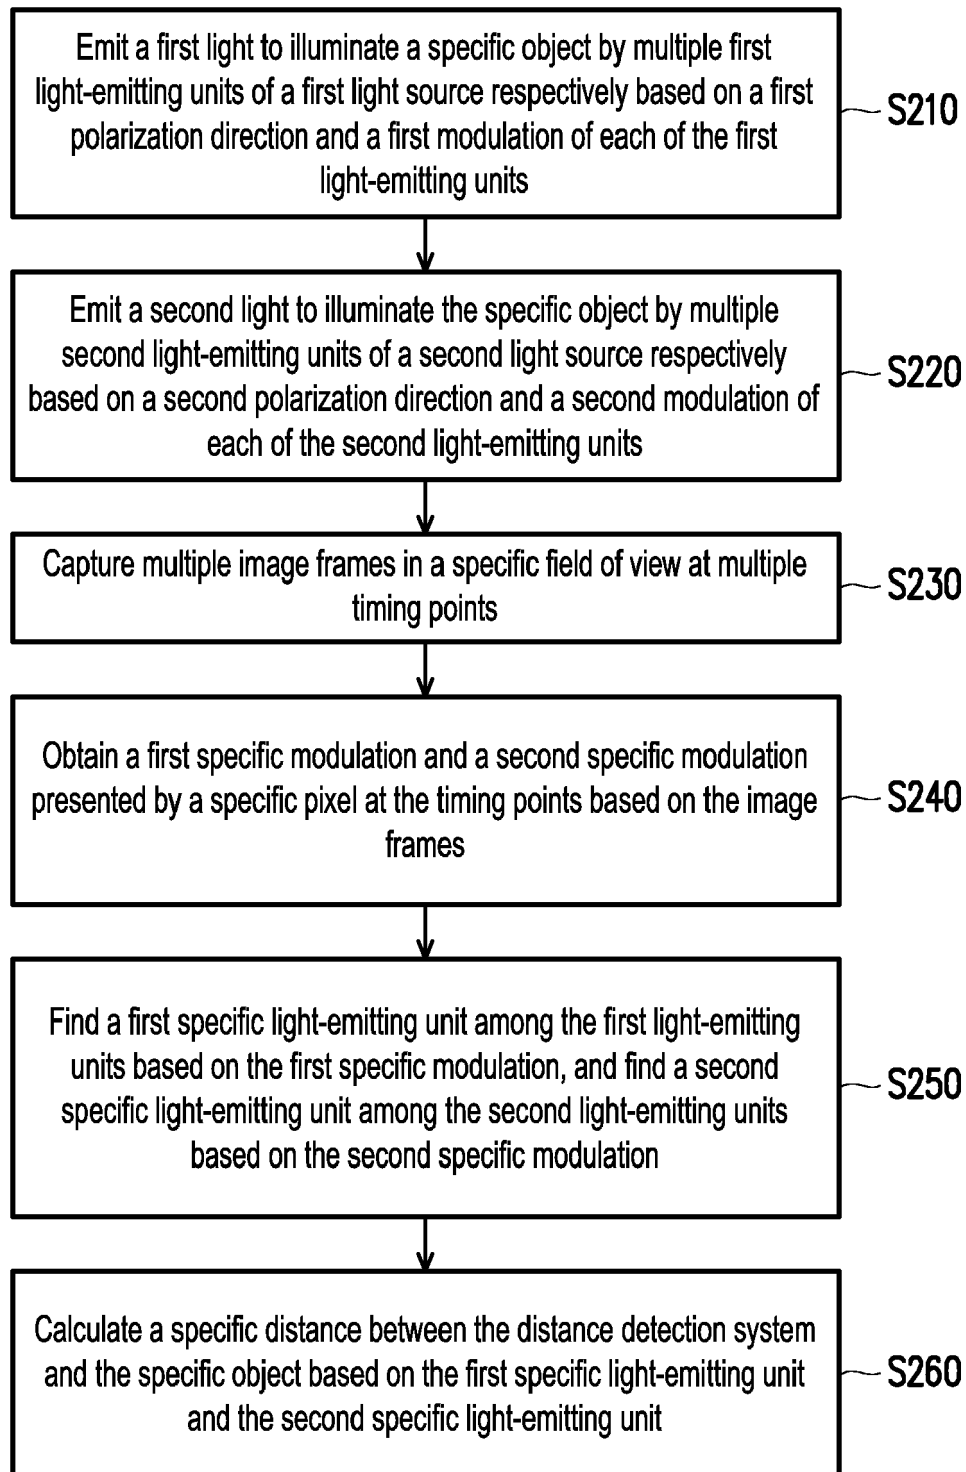 Emit a first light to illuminate a specific object by multiple first
light-emitting units of a first light source respectively based on a first
polarization direction and a first modulation of each of the first
light-emitting units
S210
Emit a second light to illuminate the specific object by multiple
second light-emitting units of a second light source respectively
based on a second polarization direction and a second modulation of
each of the second light-emitting units
S220
Capture multiple image frames in a specific field of view at multiple
timing points
S230
Obtain a first specific modulation and a second specific modulation
presented by a specific pixel at the timing points based on the image
frames
S240
Find a first specific light-emitting unit among the first light-emitting
units based on the first specific modulation, and find a second
specific light-emitting unit among the second light-emitting units
based on the second specific modulation
S250
Calculate a specific distance between the distance detection system
and the specific object based on the first specific light-emitting unit
and the second specific light-emitting unit
S260